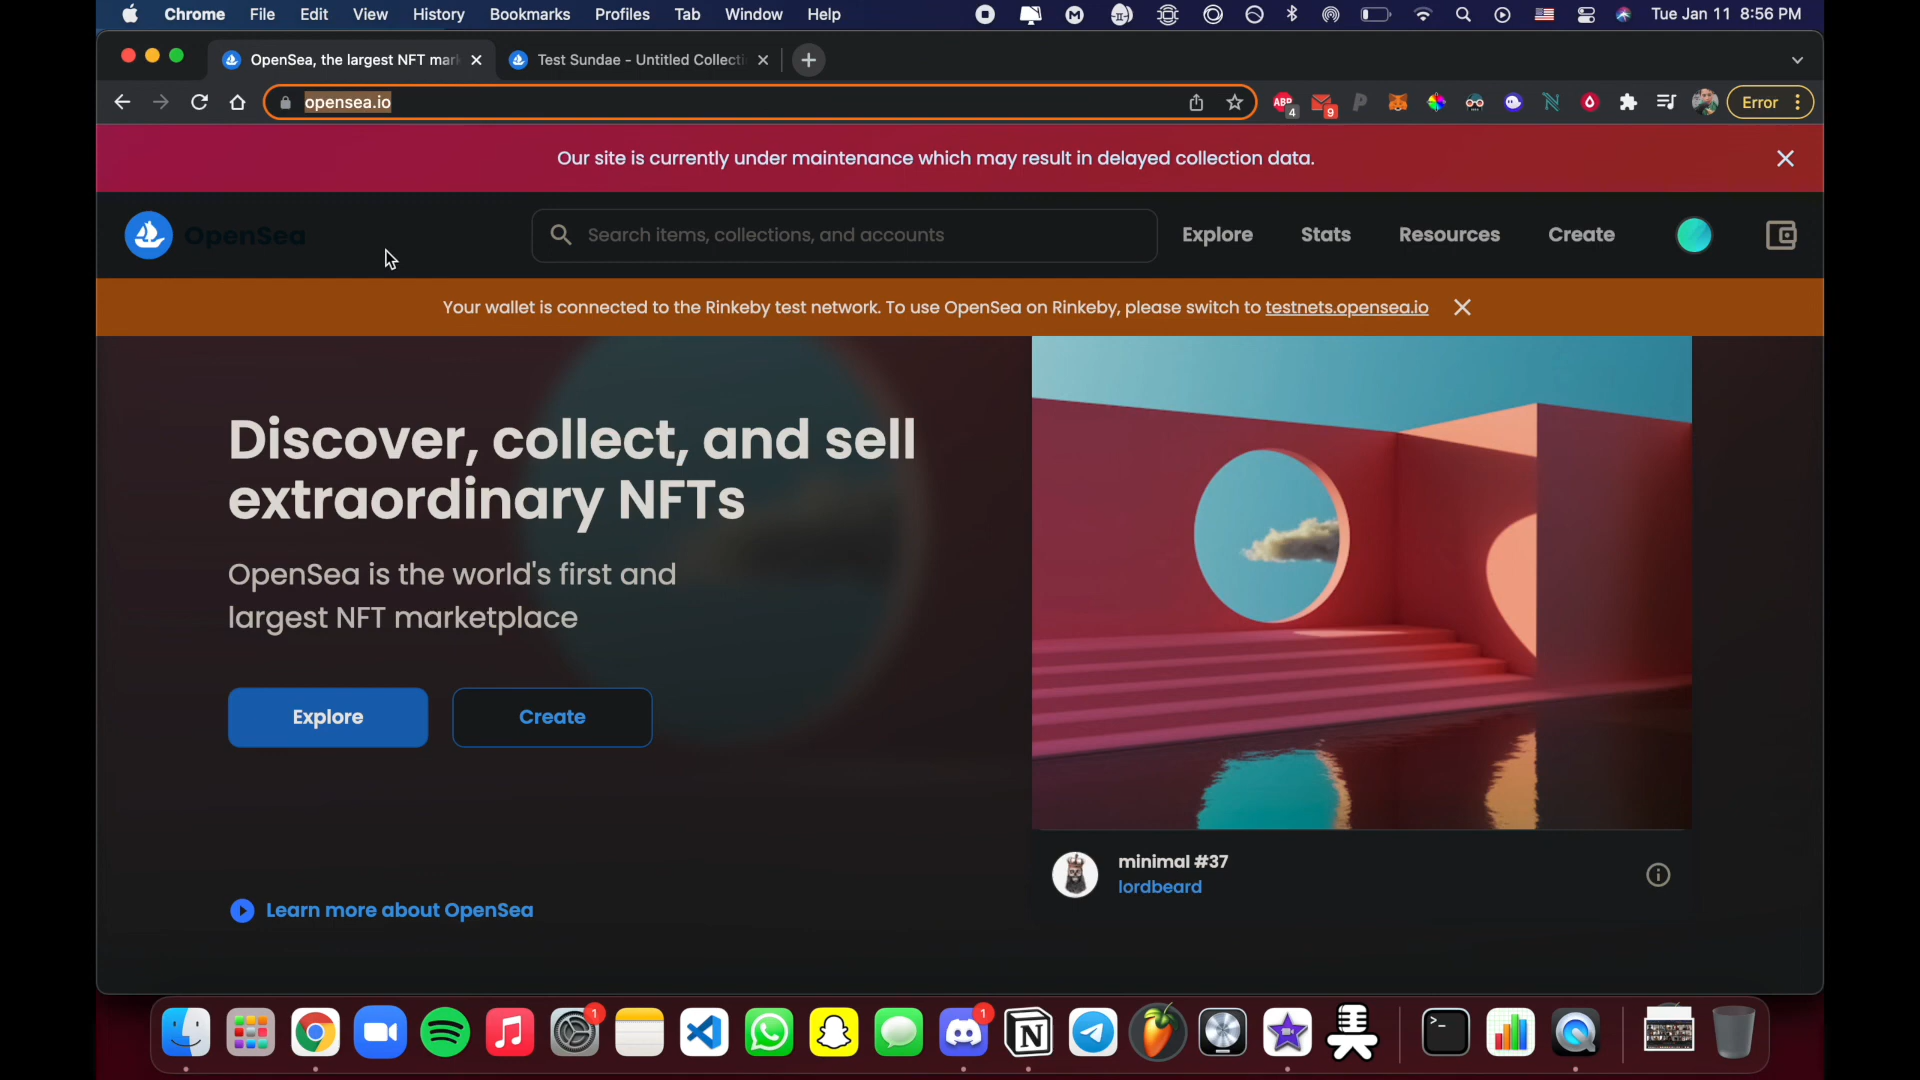 Chrome File Edit View History Bookmarks Profiles Tab Window Help
Tue Jan 11 8:56 PM
OpenSea, the largest NFT mar
Test Sundae - Untitled Collecti
opensea.io
ABP
4
9
Error
Our site is currently under maintenance which may result in delayed collection data.
OpenSea
Search items, collections, and accounts
Explore
Stats
Resources
Create
Your wallet is connected to the Rinkeby test network. To use OpenSea on Rinkeby, please switch to testnets.opensea.io
Discover, collect, and sell
extraordinary NFTs
OpenSea is the world's first and
largest NFT marketplace
Explore
Create
minimal #37
lordbeard
Learn more about OpenSea
1
1